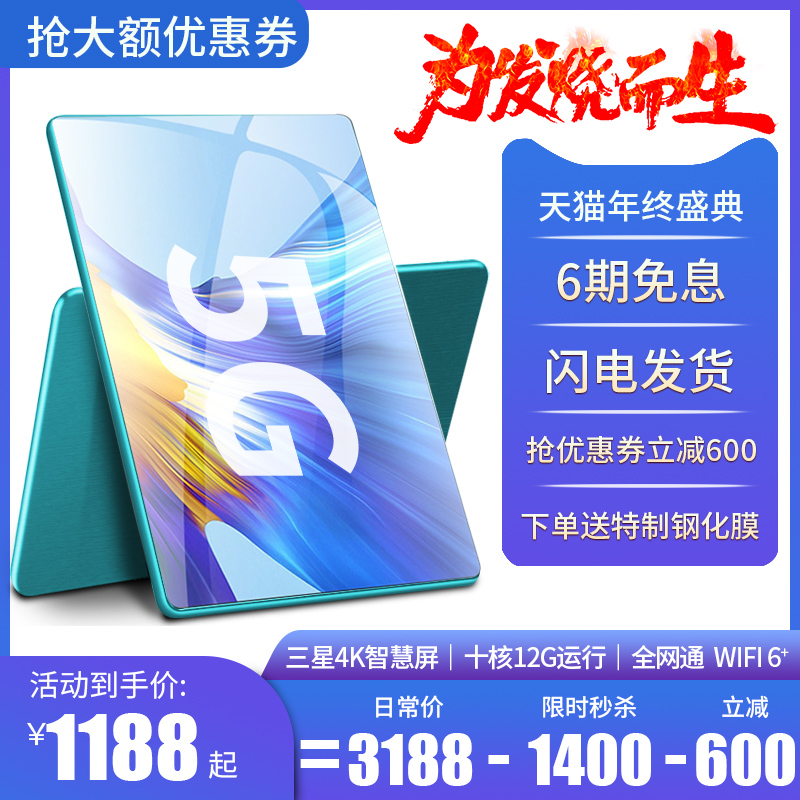 抢大额优惠券
为发烧而生
天猫年终盛典
6期免息
闪电发货
抢优惠券立减600
下单送特制钢化膜
5G
三星4K智慧屏|十核12G运行|全网通 WIFI 6+
活动到手价:
¥1188起
日常价 限时秒杀 立减
=3188-1400-600